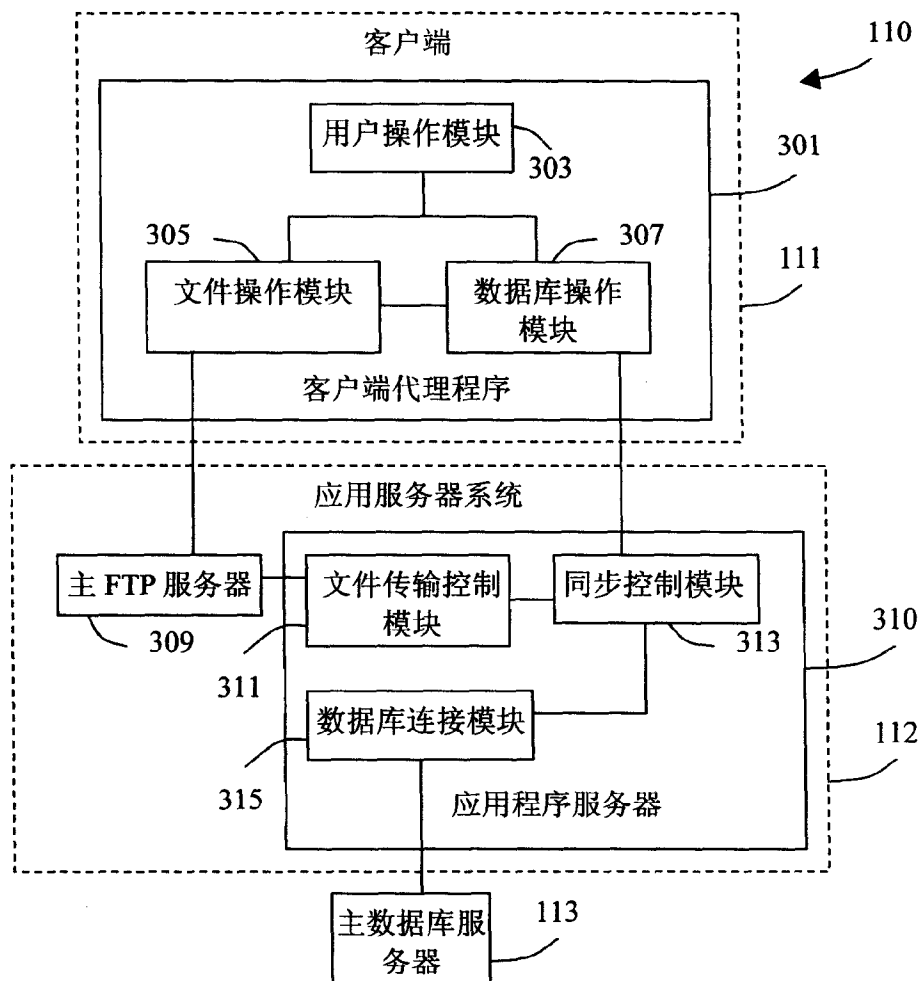 客户端
110
用户操作模块
303
301
305
307
文件操作模块
数据库操作
模块
111
客户端代理程序
应用服务器系统
主 FTP 服务器
309
文件传输控制
模块
同步控制模块
311
313
310
数据库连接模块
315
112
应用程序服务器
主数据库服
务器
113